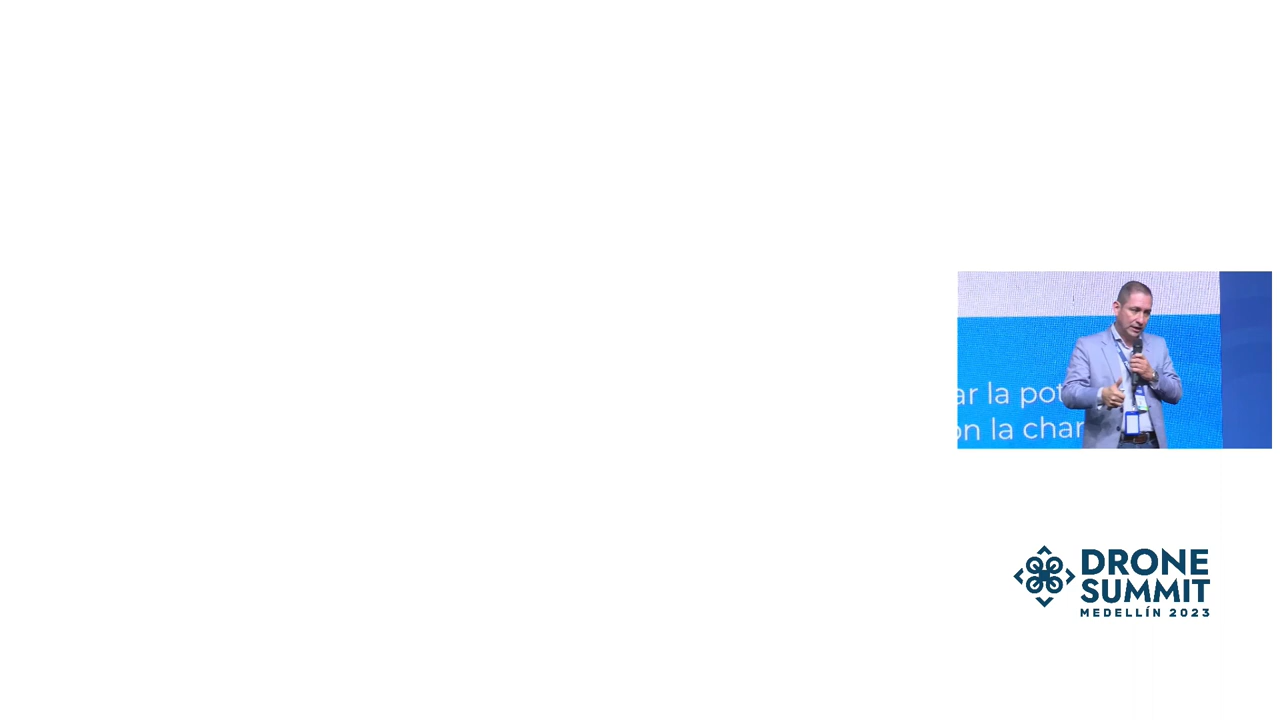 ar la pot
on la char
DRONE
SUMMIT
MEDELLÍN 2023